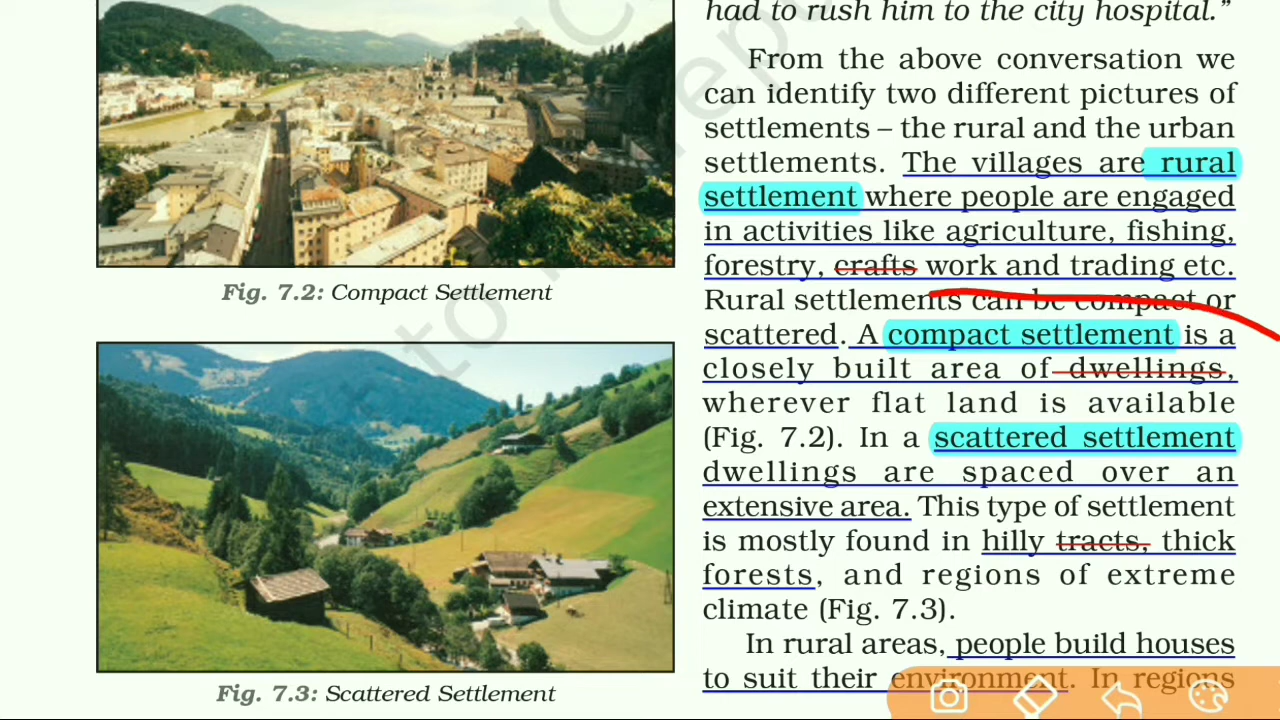 had to rush him to the city hospital.”
From the above conversation we
can identify two different pictures of
settlements – the rural and the urban
settlements. The villages are rural
settlement where people are engaged
in activities like agriculture, fishing,
forestry, crafts work and trading etc.
Rural settlements can be compact or
scattered. A compact settlement is a
closely built area of dwellings,
wherever flat land is available
(Fig. 7.2). In a scattered settlement
dwellings are spaced over an
extensive area. This type of settlement
is mostly found in hilly tracts, thick
forests, and regions of extreme
climate (Fig. 7.3).
In rural areas, people build houses
to suit their environment. In regions
Fig. 7.2: Compact Settlement
Fig. 7.3: Scattered Settlement